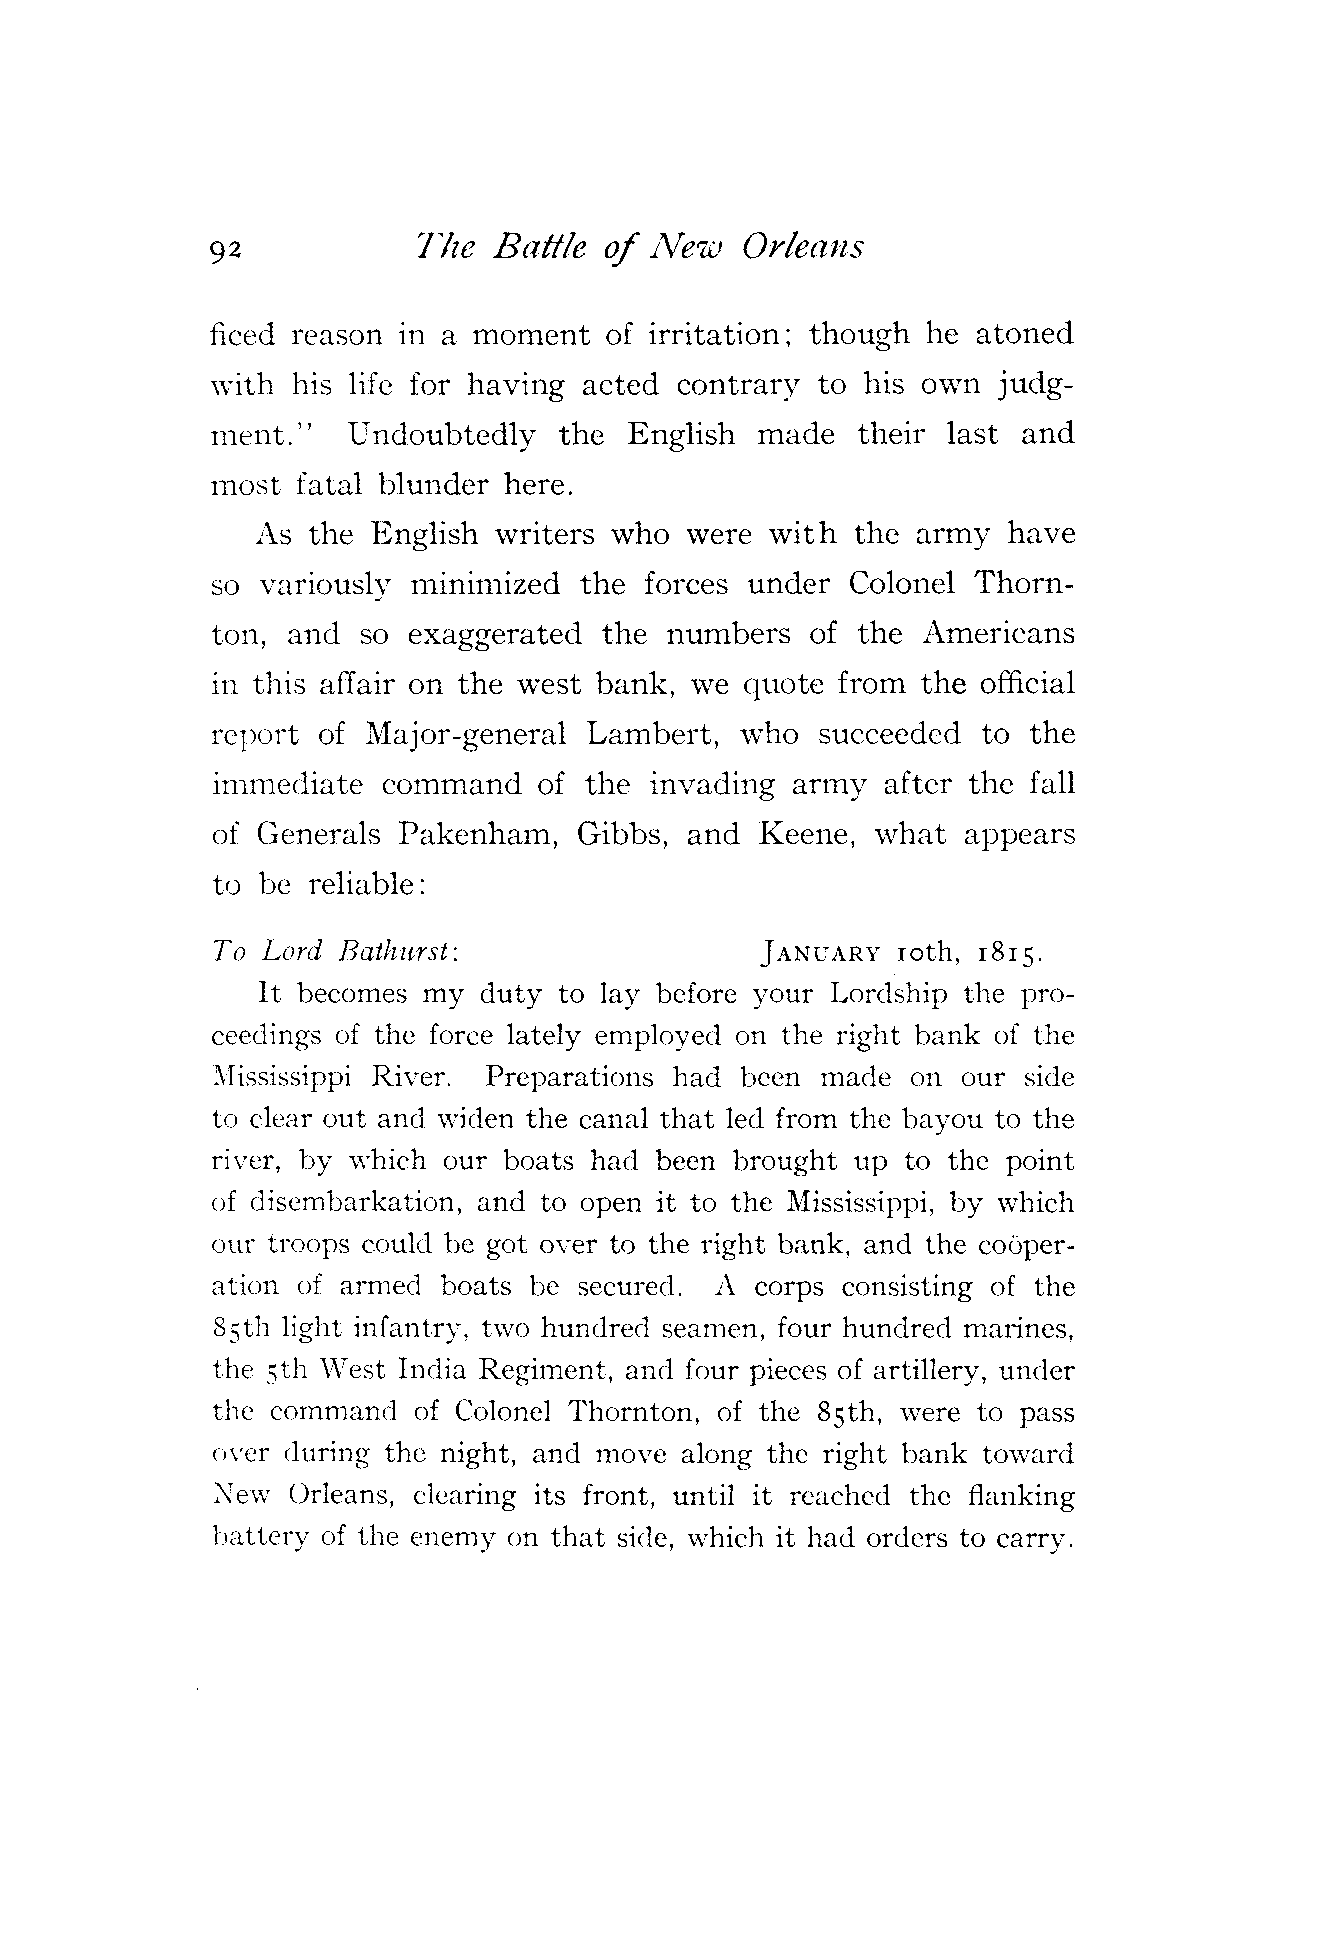 92 The Battle of New Orleans
ficed reason in a moment of irritation; though he atoned
with his life for having acted contrary to his own judg-
ment." Undoubtedly the English made their last and
most fatal blunder here.
As the English writers who were with the army have
so variously minimized the forces under Colonel Thorn-
ton, and so exaggerated the numbers of the Americans
in this affair on the west bank, we quote from the official
report of Major-general Lambert, who succeeded to the
immediate command of the invading army after the fall
of Generals Pakenham, Gibbs, and Keene, what appears
to be reliable:
To Lord Bathurst: JANUARY 10th, 1815.
It becomes my duty to lay before your Lordship the pro-
ceedings of the force lately employed on the right bank of the
Mississippi River. Preparations had been made on our side
to clear out and widen the canal that led from the bayou to the
river, by which our boats had been brought up to the point
of disembarkation, and to open it to the Mississippi, by which
our troops could be got over to the right bank, and the coöper-
ation of armed boats be secured. A corps consisting of the
85th light infantry, two hundred seamen, four hundred marines,
the 5th West India Regiment, and four pieces of artillery, under
the command of Colonel Thornton, of the 85th, were to pass
over during the night, and move along the right bank toward
New Orleans, clearing its front, until it reached the flanking
battery of the enemy on that side, which it had orders to carry.